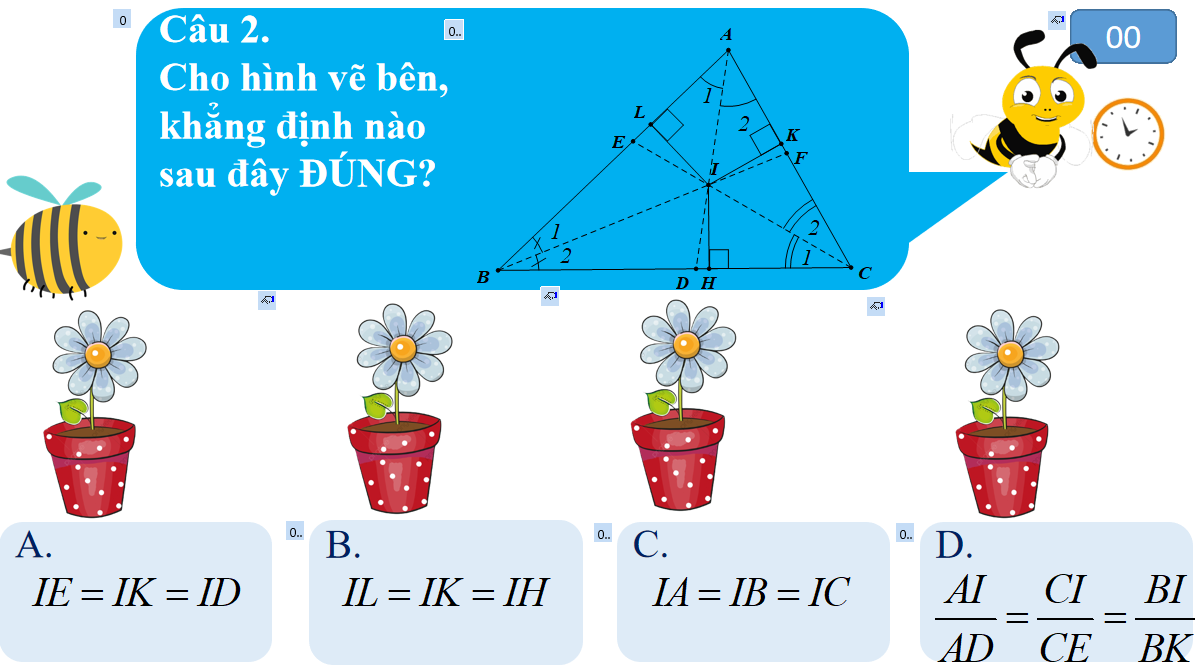 0
Câu 2.
0..
00
Cho hình vẽ bên,
khẳng định nào
sau đây ĐÚNG?
A
1
L
2
K
E
F
I
1
2
2
1
B
D H
C
A.
0..
B.
0..
C.
0..
D.
IE = IK = ID
IL = IK = IH
IA = IB = IC
AI/AD = CI/CE = BI/BK